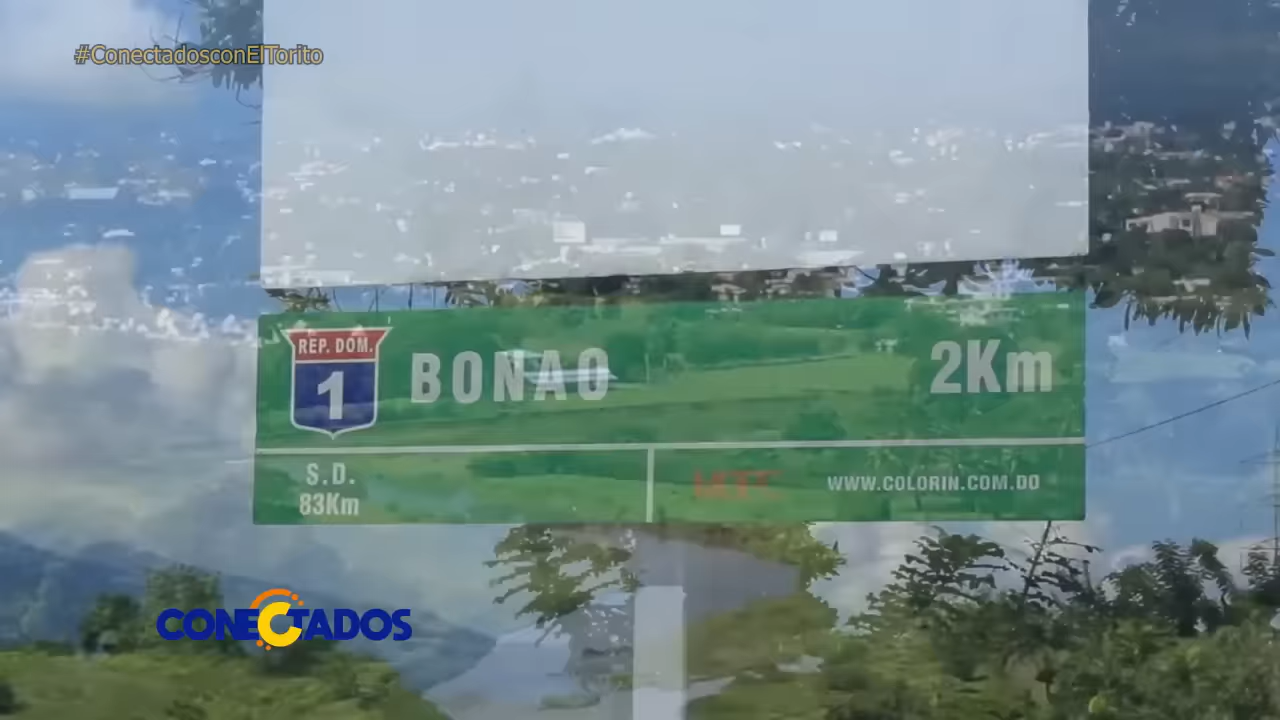 #ConectadosconElTorito
REP. DOM.
1
BONAO
2Km
S.D.
83Km
WWW.COLORIN.COM.DO
CONECTADOS